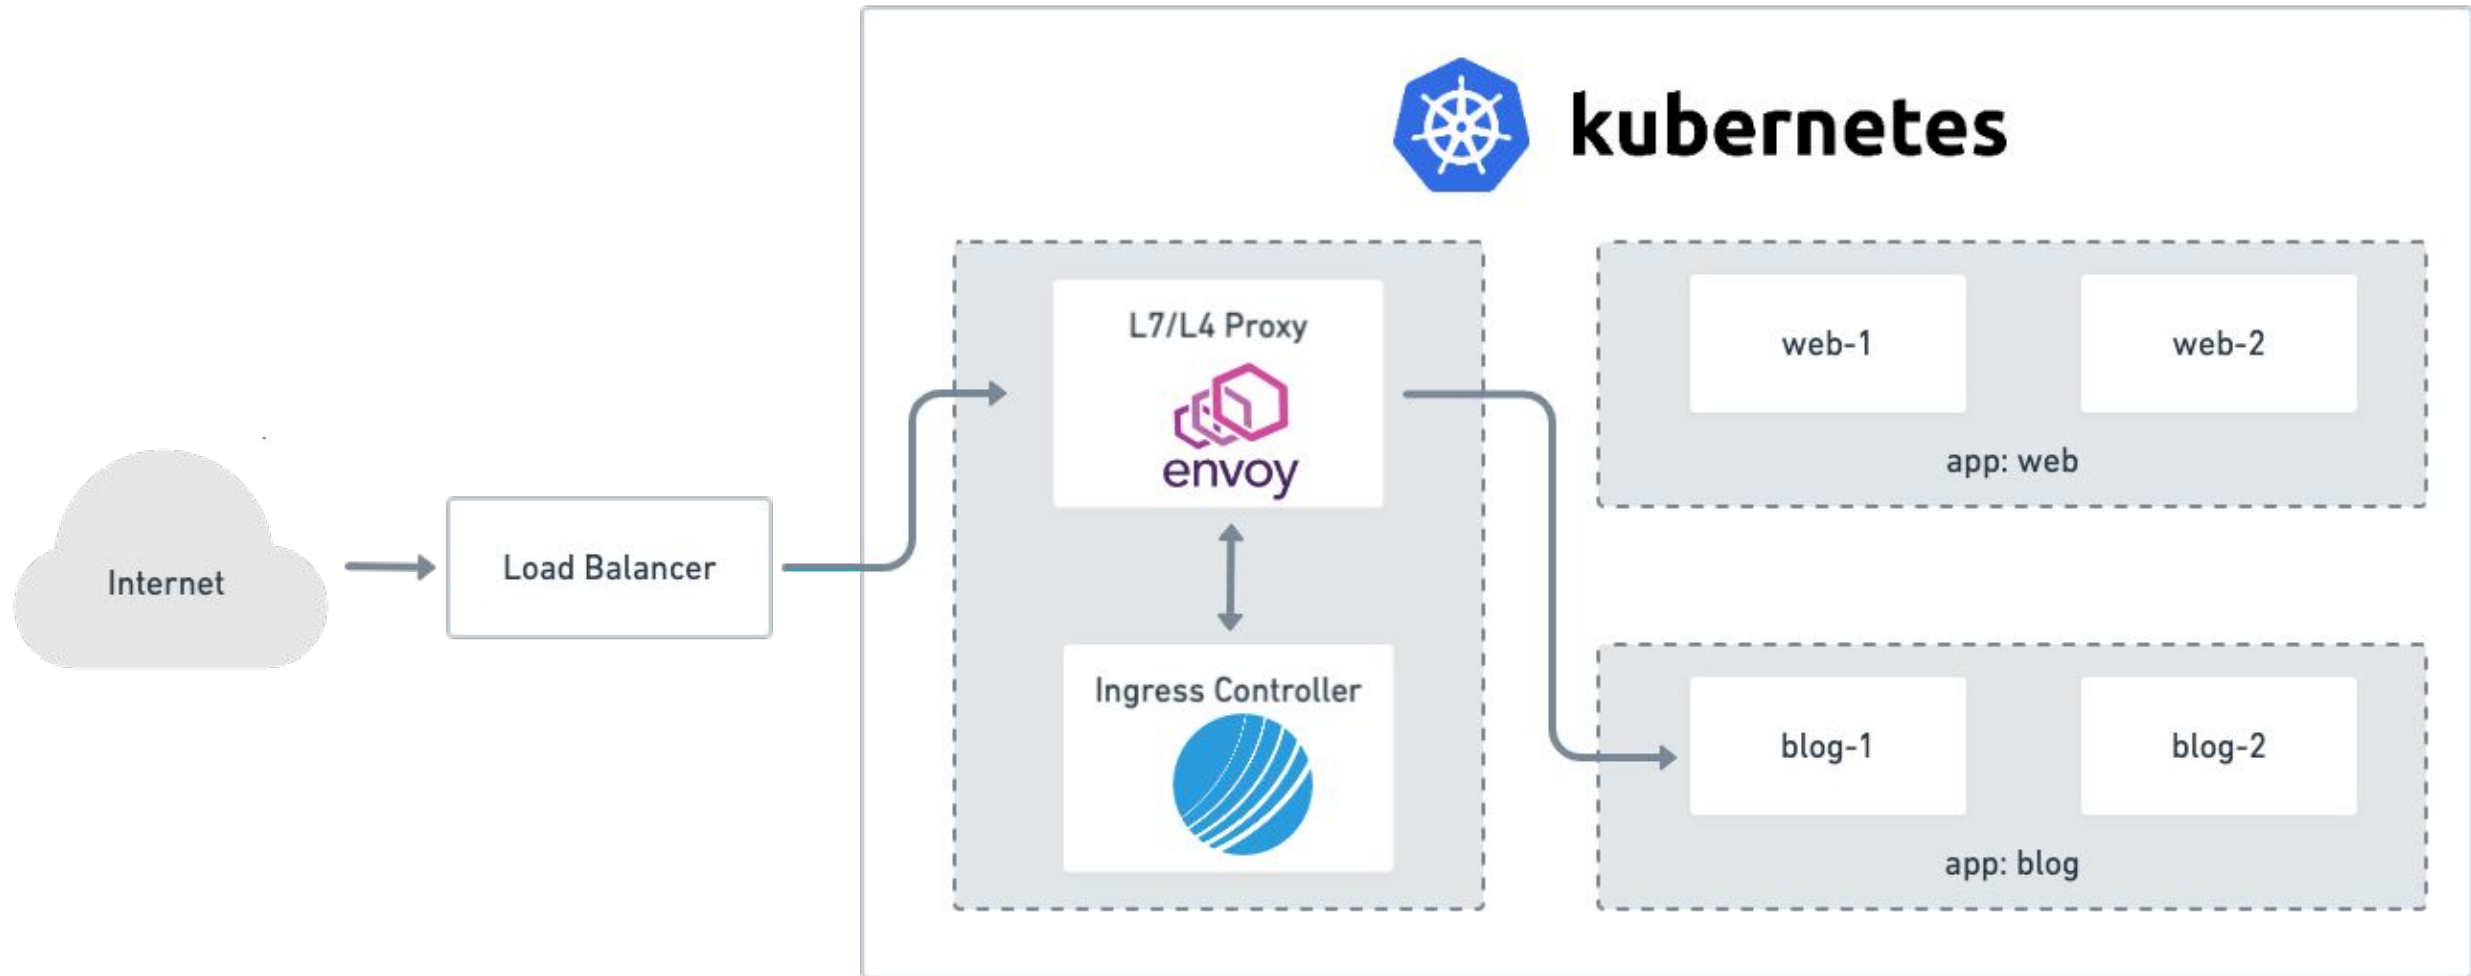 kubernetes
L7/L4 Proxy
envoy
web-1
web-2
app: web
Internet
Load Balancer
Ingress Controller
blog-1
blog-2
app: blog